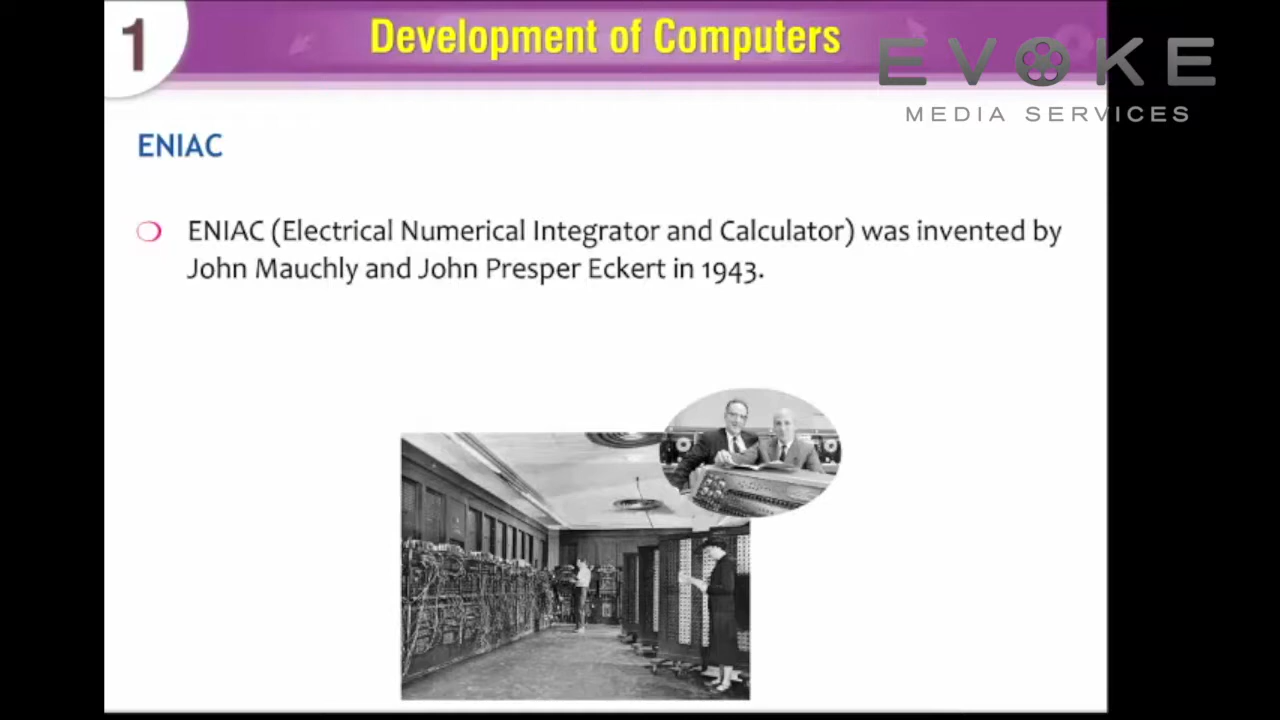 1
Development of Computers
EVOKE
MEDIA SERVICES
ENIAC
ENIAC (Electrical Numerical Integrator and Calculator) was invented by
John Mauchly and John Presper Eckert in 1943.